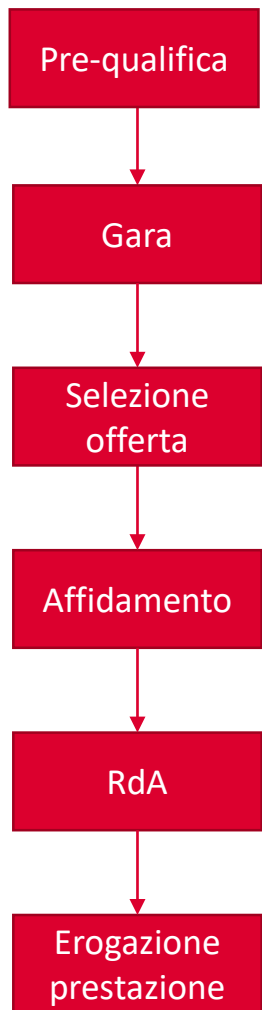 Pre-qualifica
Gara
Selezione
offerta
Affidamento
RdA
Erogazione
prestazione